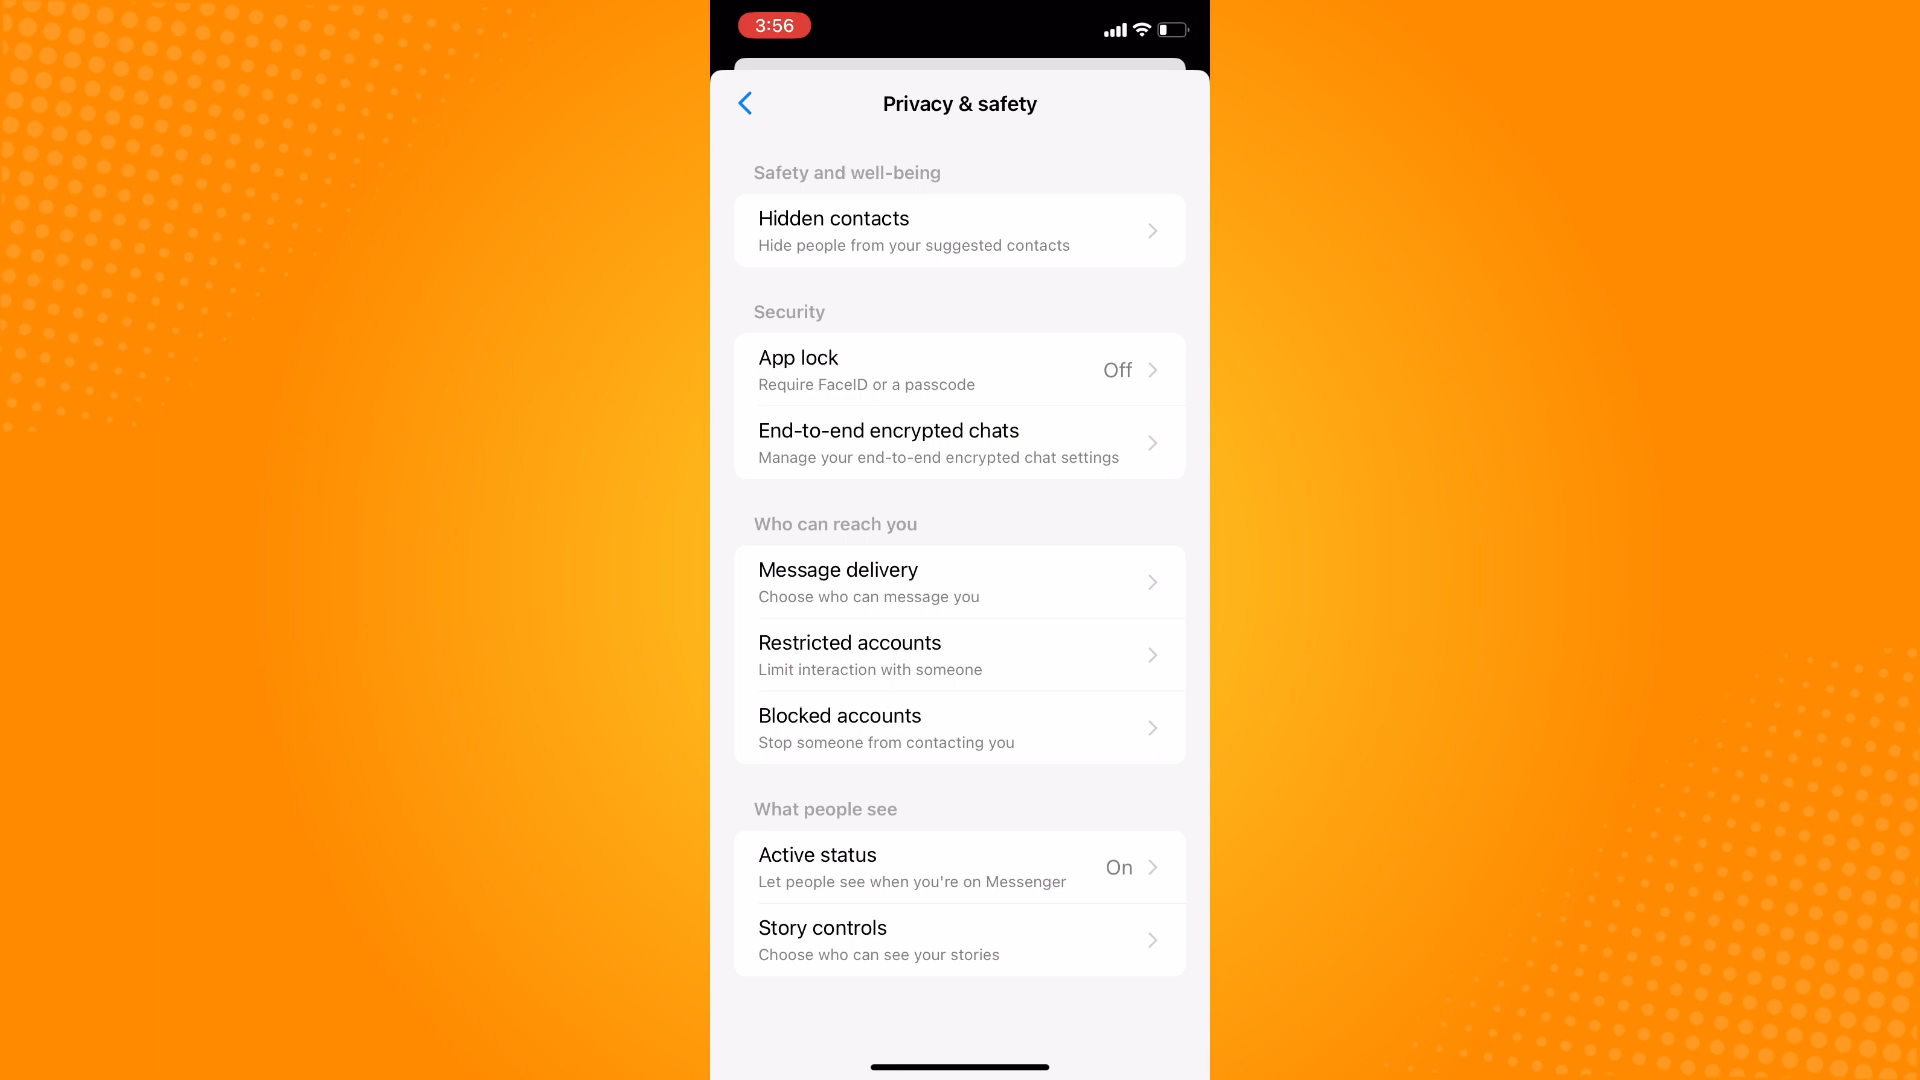 3:56
Privacy & safety
Safety and well-being
Hidden contacts
Hide people from your suggested contacts
Security
App lock
Off
Require FaceID or a passcode
End-to-end encrypted chats
Manage your end-to-end encrypted chat settings
Who can reach you
Message delivery
Choose who can message you
Restricted accounts
Limit interaction with someone
Blocked accounts
Stop someone from contacting you
What people see
Active status
On
Let people see when you're on Messenger
Story controls
Choose who can see your stories